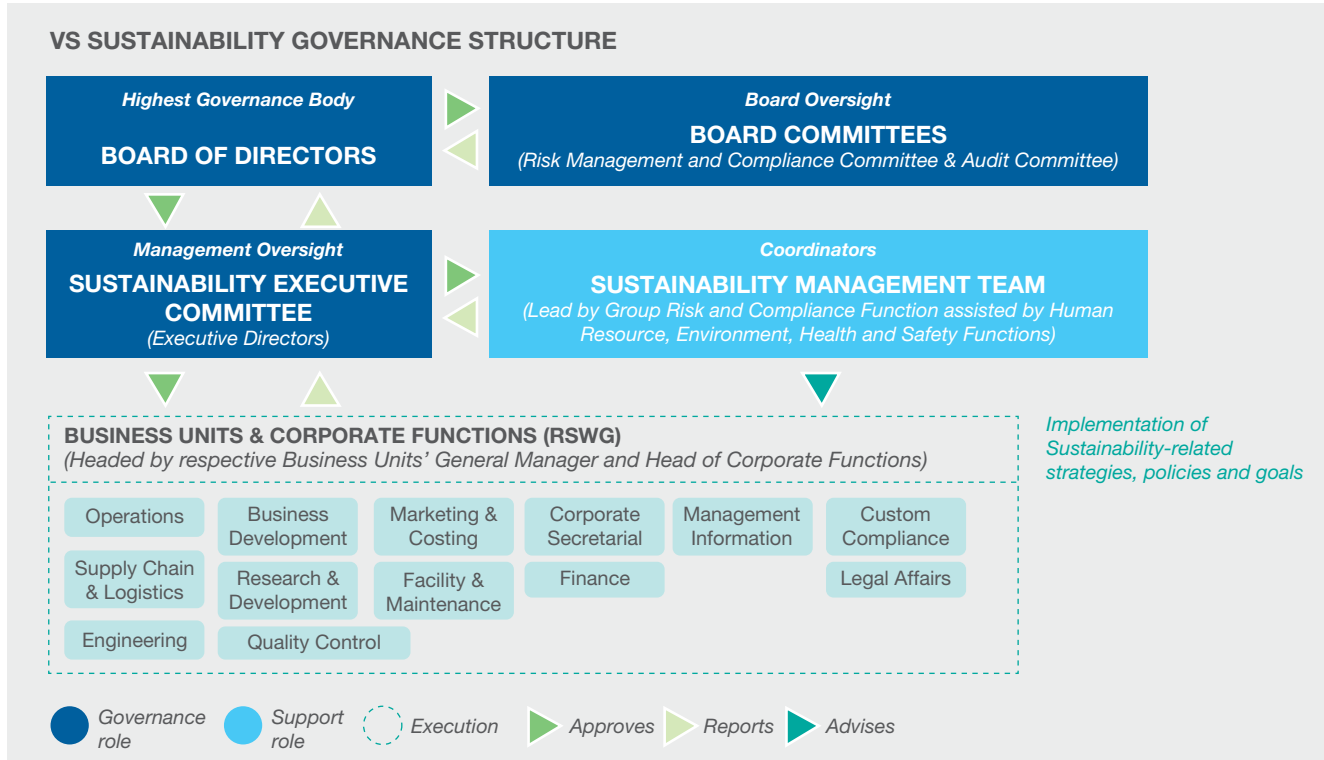 VS SUSTAINABILITY GOVERNANCE STRUCTURE
Highest Governance Body
BOARD OF DIRECTORS
Board Oversight
BOARD COMMITTEES
(Risk Management and Compliance Committee & Audit Committee)
Management Oversight
SUSTAINABILITY EXECUTIVE
COMMITTEE
(Executive Directors)
Coordinators
SUSTAINABILITY MANAGEMENT TEAM
(Lead by Group Risk and Compliance Function assisted by Human
Resource, Environment, Health and Safety Functions)
BUSINESS UNITS & CORPORATE FUNCTIONS (RSWG)
(Headed by respective Business Units' General Manager and Head of Corporate Functions)
Implementation of
Sustainability-related
strategies, policies and goals
Operations
Business
Development
Marketing &
Costing
Corporate
Secretarial
Management
Information
Custom
Compliance
Supply Chain
& Logistics
Research &
Development
Facility &
Maintenance
Finance
Legal Affairs
Engineering
Quality Control
Governance
role
Support
role
Execution
Approves
Reports
Advises